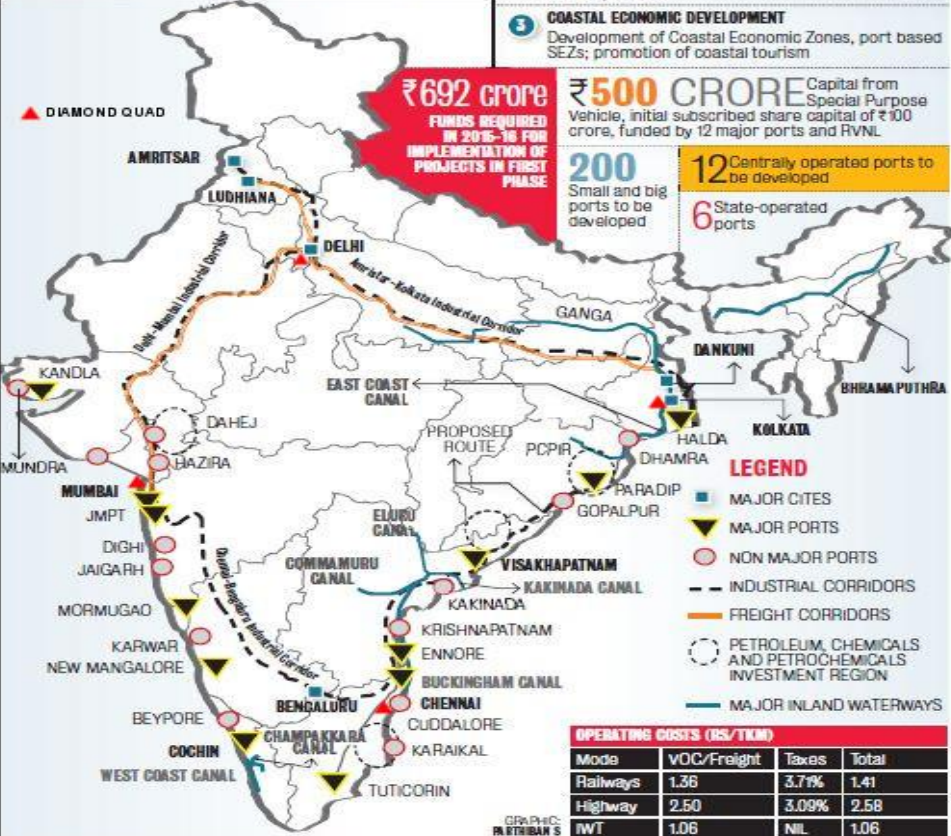 3 COASTAL ECONOMIC DEVELOPMENT
Development of Coastal Economic Zones, port based
SEZs; promotion of coastal tourism
₹692 crore
FUNDS REQUIRED
IN 2015-16 FOR
IMPLEMENTATION OF
PROJECTS IN FIRST
PHASE
₹500 CRORE Capital from
Special Purpose
Vehicle, initial subscribed share capital of ₹100
crore, funded by 12 major ports and RVNL
200
Small and big
ports to be
developed
12 Centrally operated ports to
be developed
6 State-operated
ports
DIAMOND QUAD
AMRITSAR
LUDHIANA
DELHI
Delhi-Mumbai Industrial Corridor
Amristar-Kolkata Industrial Corridor
GANGA
DANKUNI
BHRAMAPUTHRA
KANDLA
EAST COAST
CANAL
KOLKATA
HALDA
DAHEJ
PROPOSED
ROUTE
PCPIR
DHAMRA
MUNDRA
HAZIRA
PARADIP
GOPALPUR
MUMBAI
JMPT
ELURU
CANAL
DIGHI
JAIGARH
COMMAMURU
CANAL
VISAKHAPATNAM
KAKINADA CANAL
KAKINADA
MORMUGAO
Chennai-Bengaluru Industrial Corridor
KRISHNAPATNAM
KARWAR
ENNORE
NEW MANGALORE
BUCKINGHAM CANAL
BENGALURU
CHENNAI
BEYPORE
CUDDALORE
CHAMPAKKARA
CANAL
KARAIKAL
COCHIN
WEST COAST CANAL
TUTICORIN
LEGEND
MAJOR CITES
MAJOR PORTS
NON MAJOR PORTS
INDUSTRIAL CORRIDORS
FREIGHT CORRIDORS
PETROLEUM, CHEMICALS
AND PETROCHEMICALS
INVESTMENT REGION
MAJOR INLAND WATERWAYS
OPERATING COSTS (RS/TKM)
Mode VOC/Freight Taxes Total
Railways 1.36 3.71% 1.41
Highway 2.50 3.09% 2.58
IWT 1.06 NIL 1.06
GRAPHIC:
PARTHIBAN S